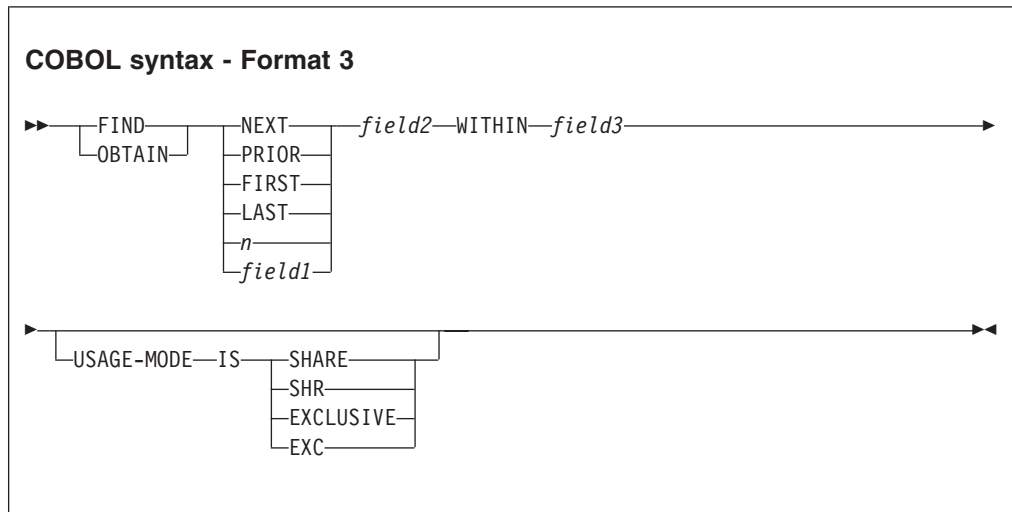 COBOL syntax - Format 3
FIND NEXT field2 WITHIN field3
OBTAIN PRIOR
FIRST
LAST
n
field1
USAGE-MODE IS SHARE
SHR
EXCLUSIVE
EXC